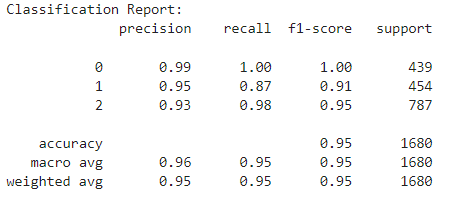 Classification Report:
precision recall f1-score support
0 0.99 1.00 1.00 439
1 0.95 0.87 0.91 454
2 0.93 0.98 0.95 787
accuracy 0.95 1680
macro avg 0.96 0.95 0.95 1680
weighted avg 0.95 0.95 0.95 1680